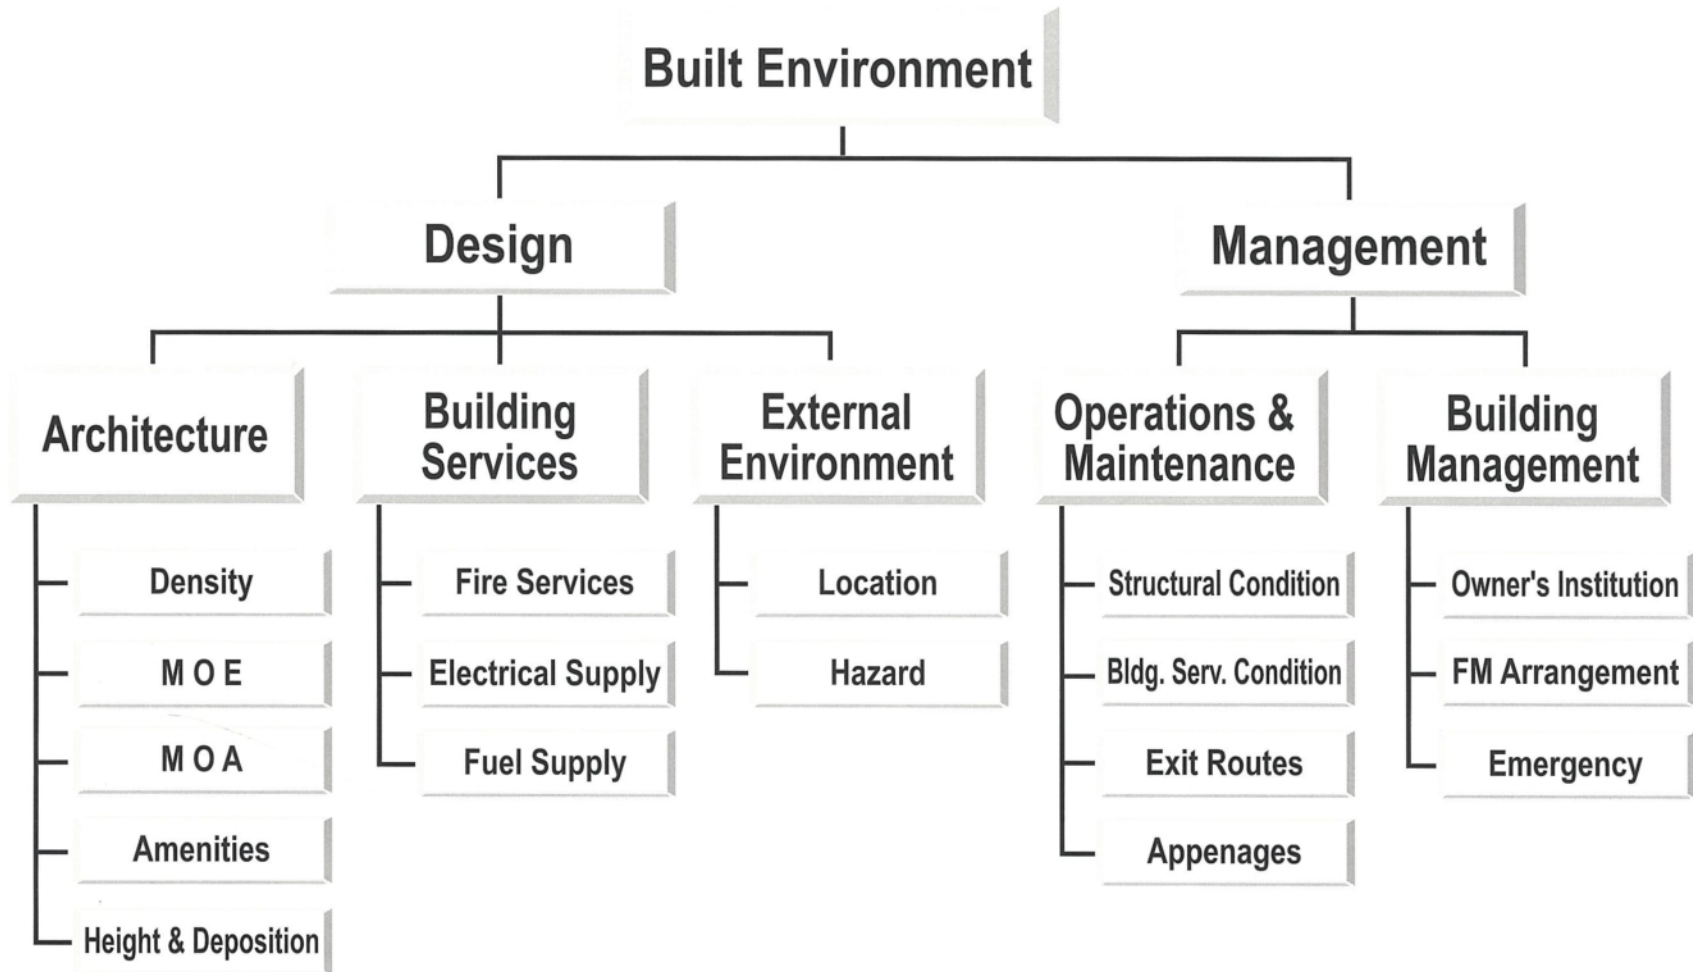 Built Environment
Design
Management
Architecture
Building
Services
External
Environment
Operations &
Maintenance
Building
Management
Density
M O E
M O A
Amenities
Height & Deposition
Fire Services
Electrical Supply
Fuel Supply
Location
Hazard
Structural Condition
Bldg. Serv. Condition
Exit Routes
Appenages
Owner's Institution
FM Arrangement
Emergency